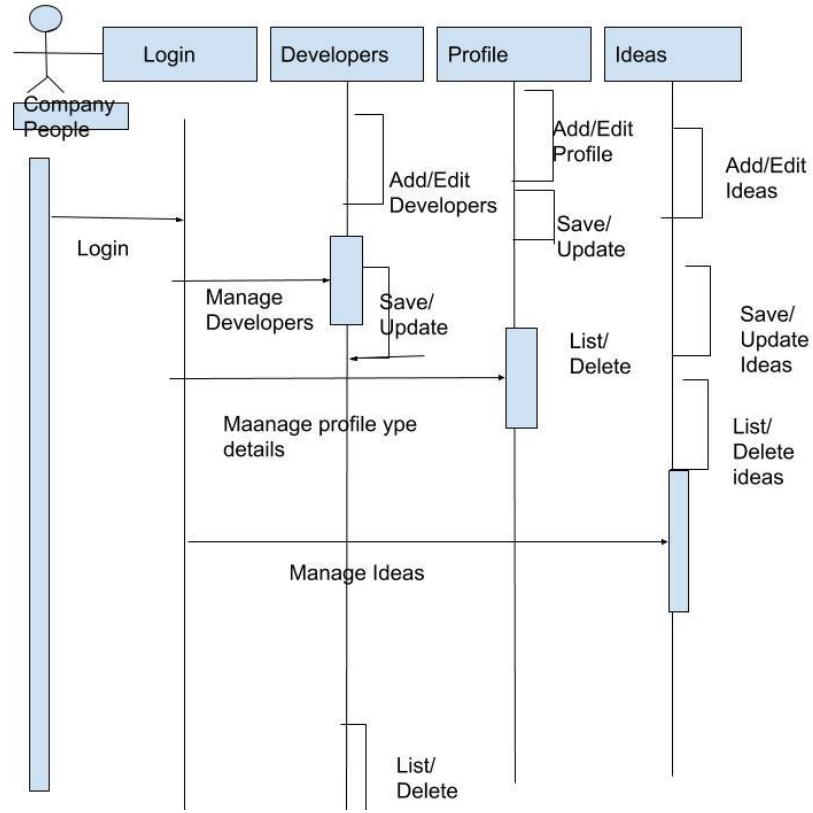 Login
Developers
Profile
Ideas
Company
People
Add/Edit
Profile
Add/Edit
Ideas
Add/Edit
Developers
Save/
Update
Login
Manage
Developers
Save/
Update
List/
Delete
Save/
Update
Ideas
Maanage profile ype
details
List/
Delete
ideas
Manage Ideas
List/
Delete